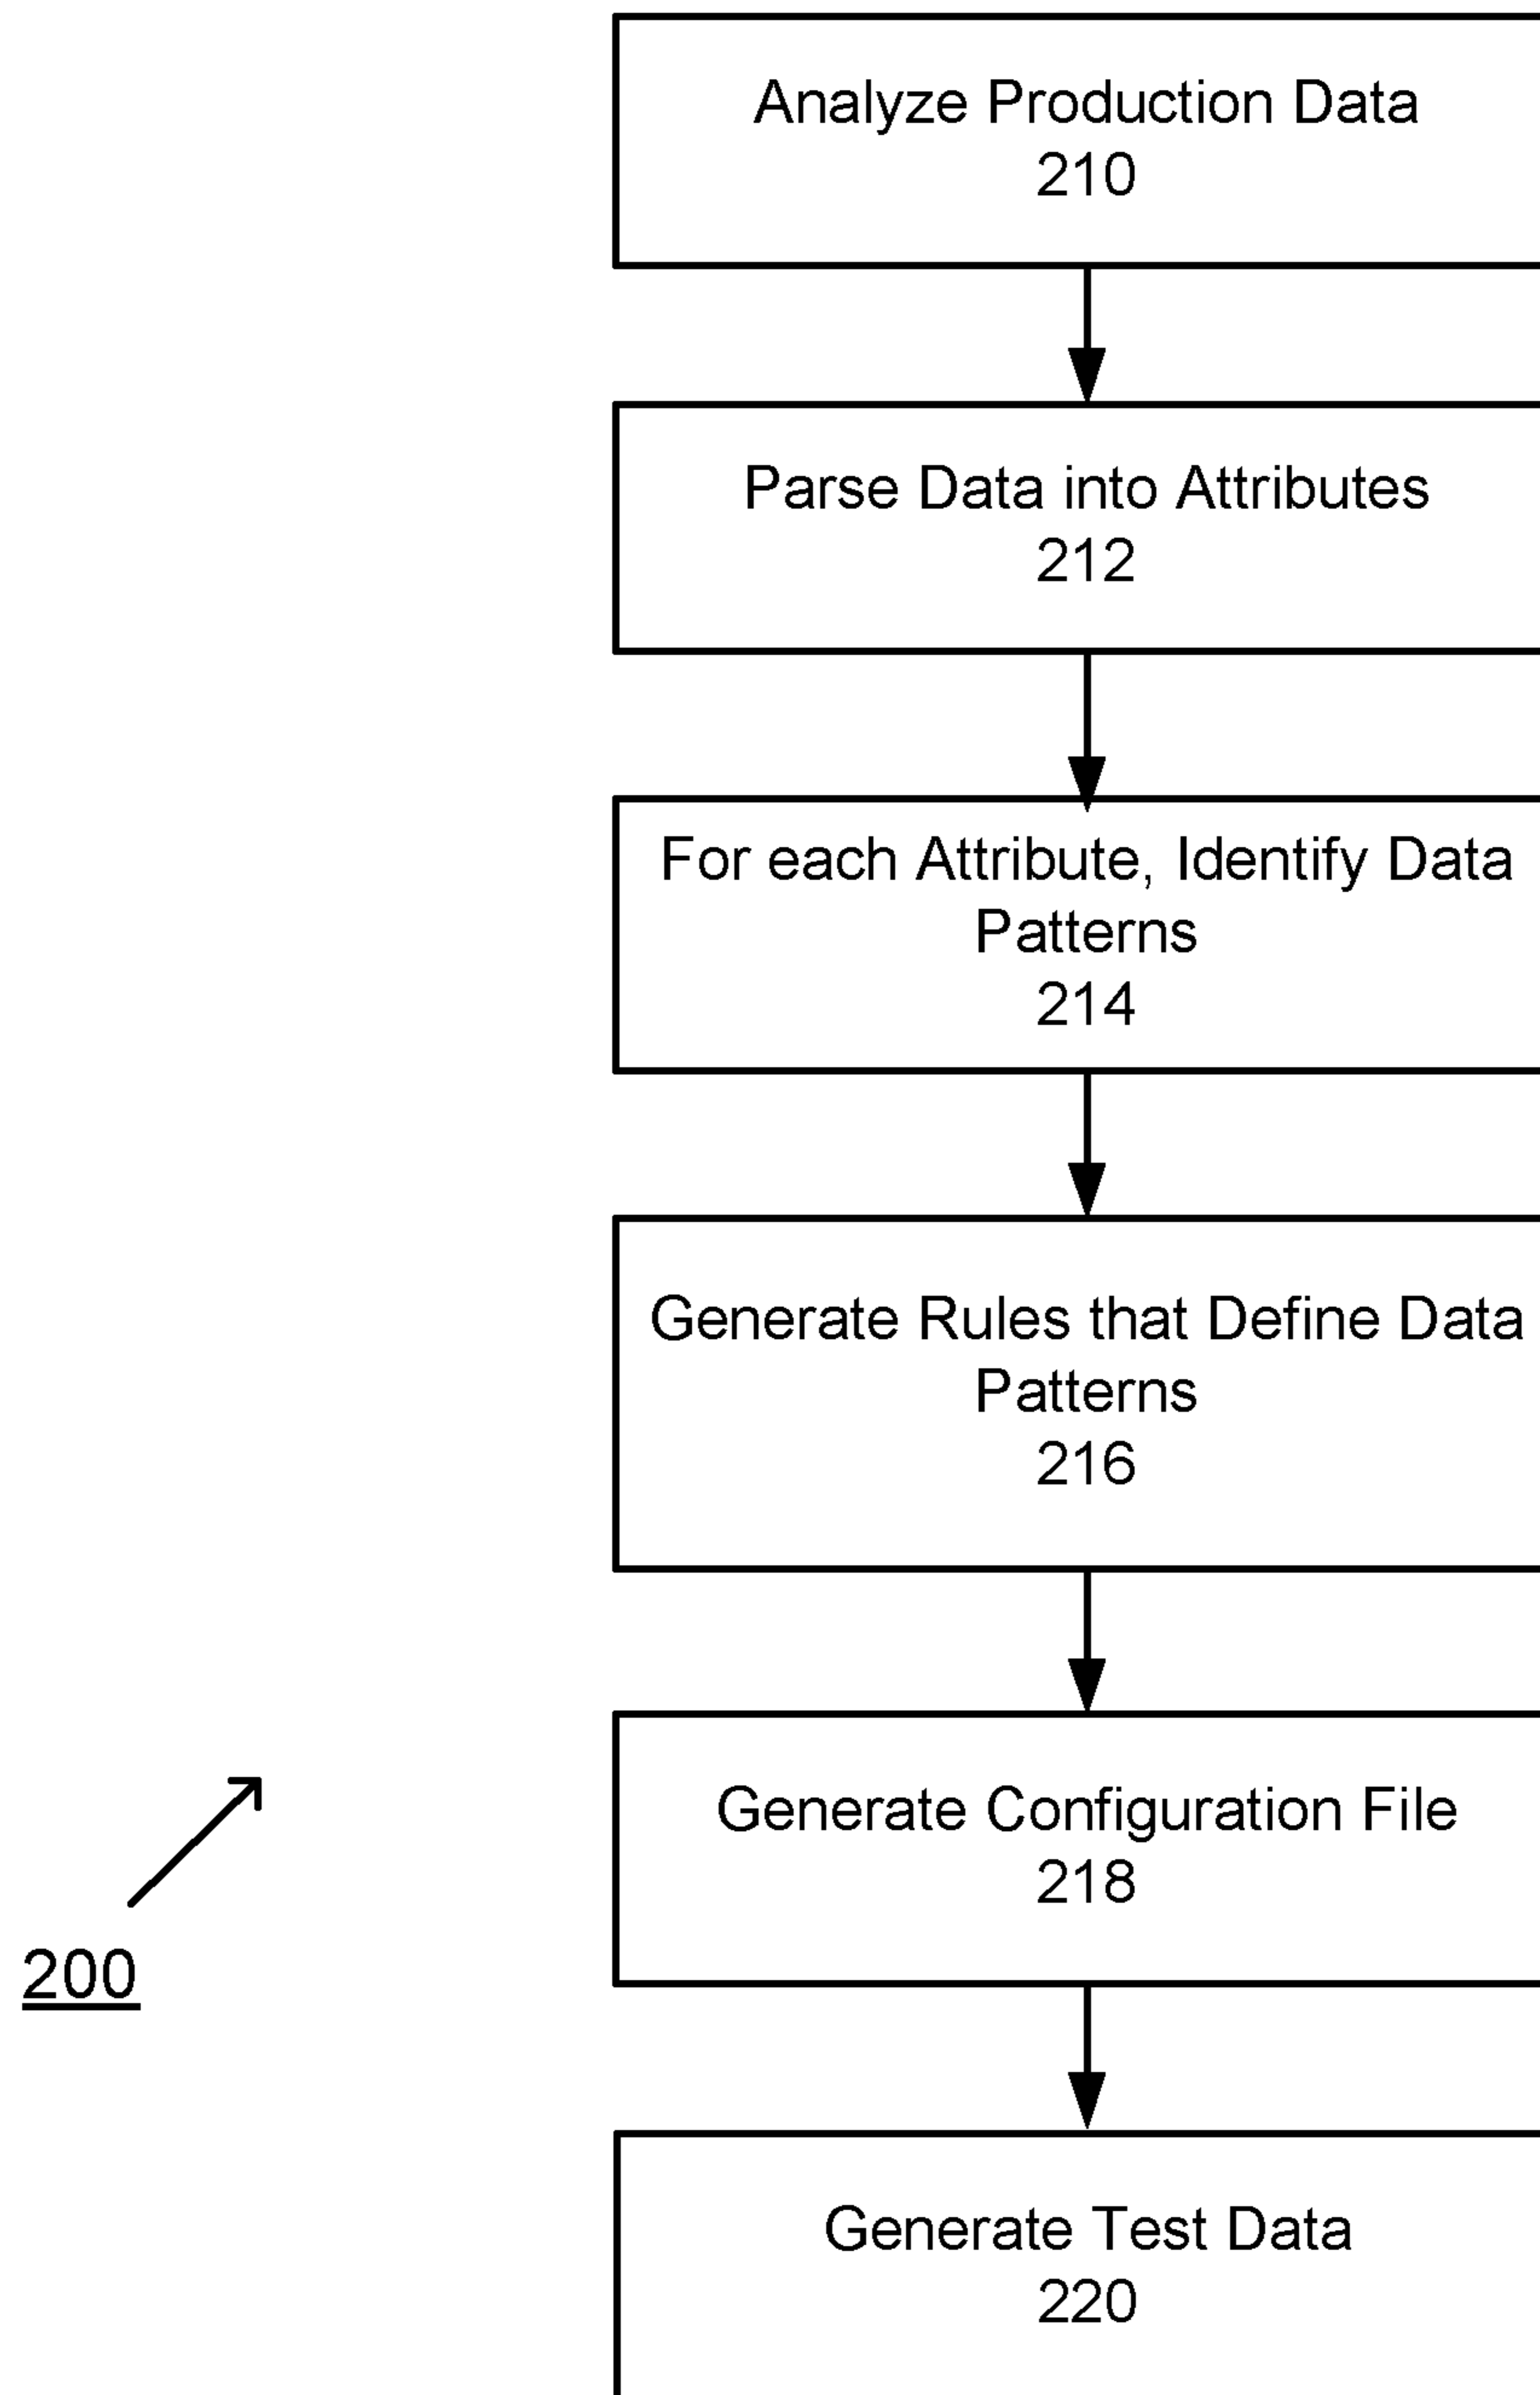 Analyze Production Data
210
Parse Data into Attributes
212
For each Attribute, Identify Data
Patterns
214
Generate Rules that Define Data
Patterns
216
Generate Configuration File
218
200
Generate Test Data
220